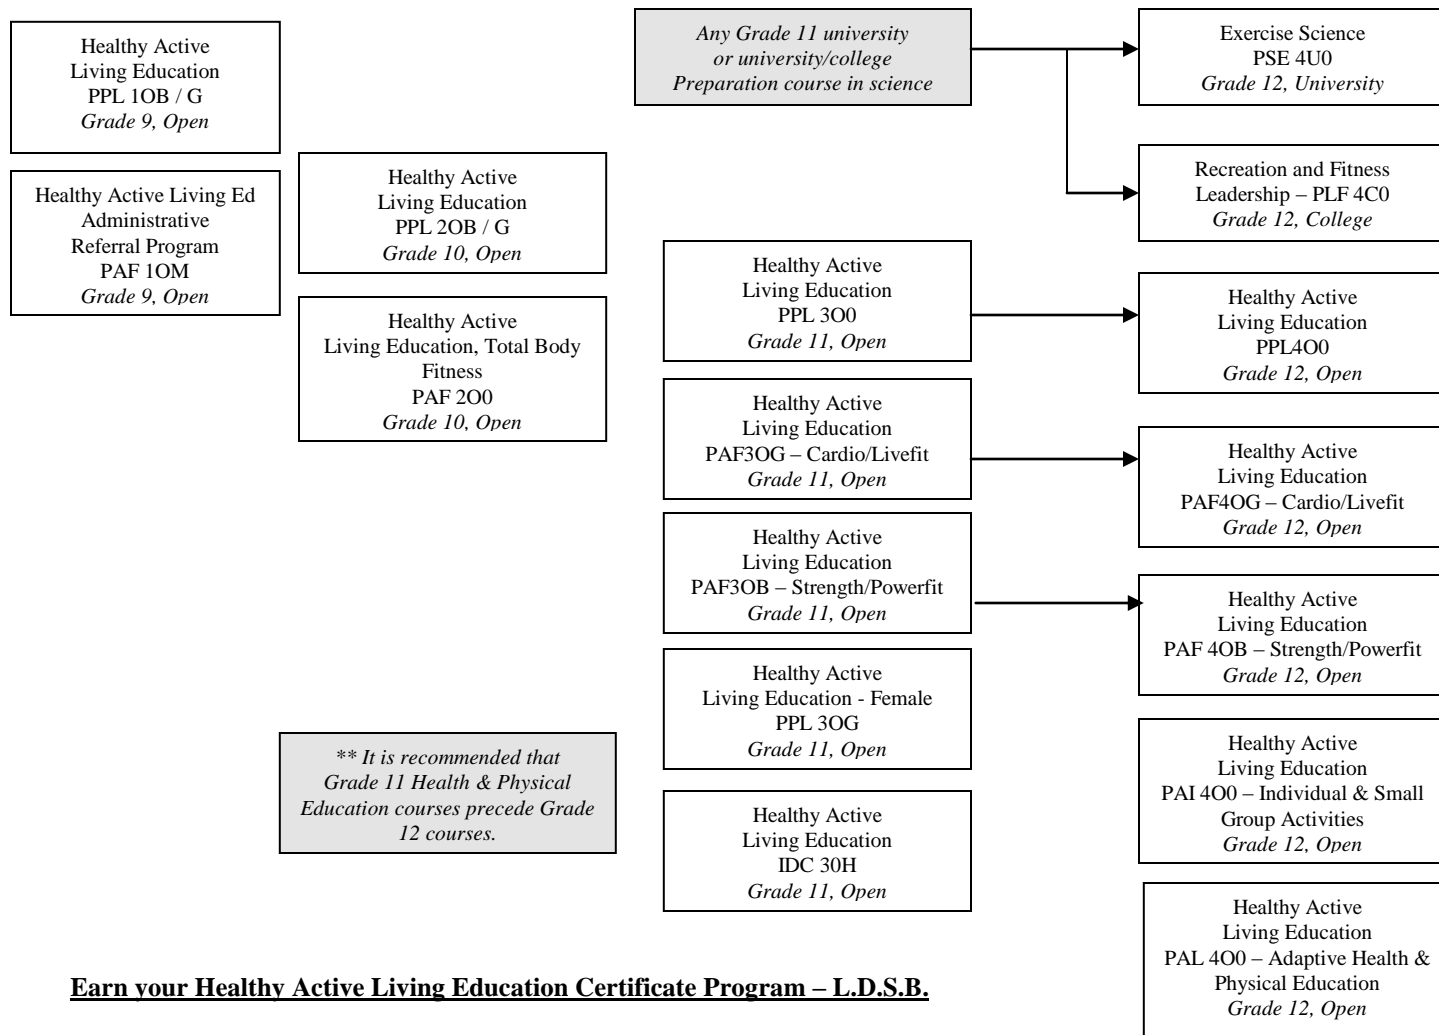 Healthy Active
Living Education
PPL 1OB / G
Grade 9, Open
Healthy Active Living Ed
Administrative
Referral Program
PAF 1OM
Grade 9, Open
Healthy Active
Living Education
PPL 2OB / G
Grade 10, Open
Healthy Active
Living Education, Total Body
Fitness
PAF 2O0
Grade 10, Open
** It is recommended that
Grade 11 Health & Physical
Education courses precede Grade
12 courses.
Any Grade 11 university
or university/college
Preparation course in science
Healthy Active
Living Education
PPL 3O0
Grade 11, Open
Healthy Active
Living Education
PAF3OG – Cardio/Livefit
Grade 11, Open
Healthy Active
Living Education
PAF3OB – Strength/Powerfit
Grade 11, Open
Healthy Active
Living Education - Female
PPL 3OG
Grade 11, Open
Healthy Active
Living Education
IDC 30H
Grade 11, Open
Exercise Science
PSE 4U0
Grade 12, University
Recreation and Fitness
Leadership – PLF 4C0
Grade 12, College
Healthy Active
Living Education
PPL4O0
Grade 12, Open
Healthy Active
Living Education
PAF4OG – Cardio/Livefit
Grade 12, Open
Healthy Active
Living Education
PAF 4OB – Strength/Powerfit
Grade 12, Open
Healthy Active
Living Education
PAI 4O0 – Individual & Small
Group Activities
Grade 12, Open
Healthy Active
Living Education
PAL 4O0 – Adaptive Health &
Physical Education
Grade 12, Open
Earn your Healthy Active Living Education Certificate Program – L.D.S.B.